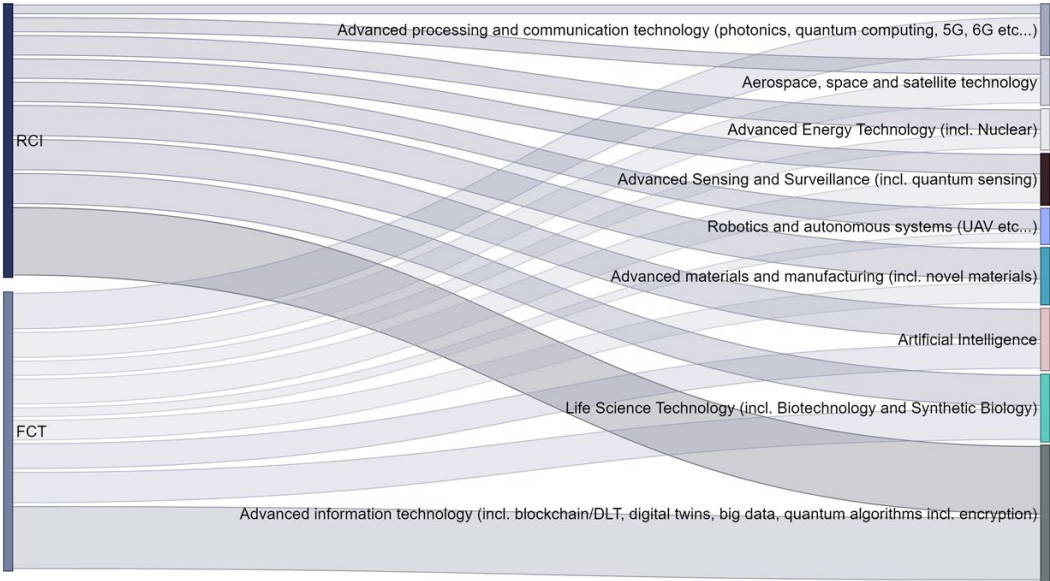 Advanced processing and communication technology (photonics, quantum computing, 5G, 6G etc...)
Aerospace, space and satellite technology
Advanced Energy Technology (incl. Nuclear)
RCI
Advanced Sensing and Surveillance (incl. quantum sensing)
Robotics and autonomous systems (UAV etc...)
Advanced materials and manufacturing (incl. novel materials)
Artificial Intelligence
Life Science Technology (incl. Biotechnology and Synthetic Biology)
FCT
Advanced information technology (incl. blockchain/DLT, digital twins, big data, quantum algorithms incl. encryption)